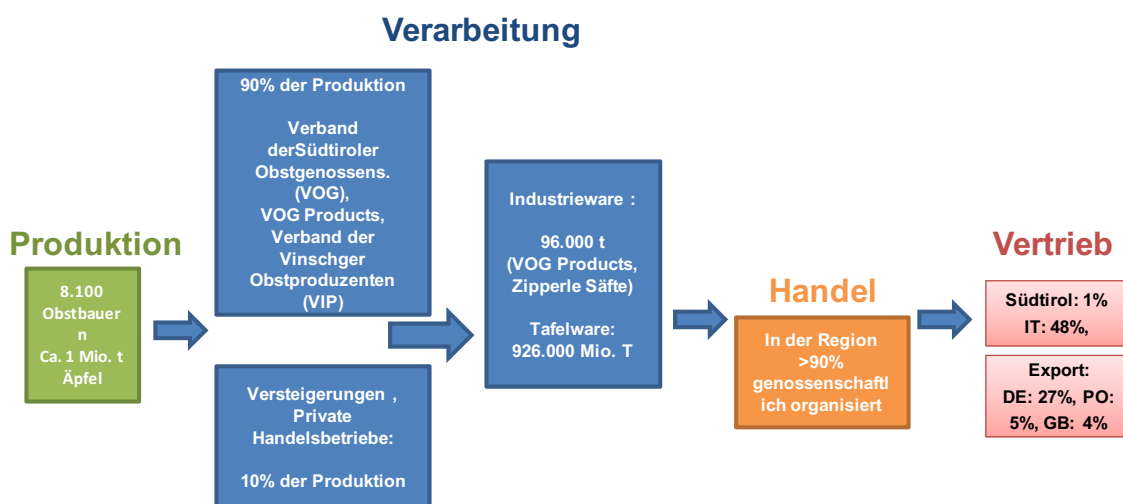 Verarbeitung
90% der Produktion
Verband
derSüdtiroler
Obstgenossens.
(VOG),
VOG Products,
Verband der
Vinschger
Obstproduzenten
(VIP)
Versteigerungen ,
Private
Handelsbetriebe:
10% der Produktion
Produktion
8.100
Obstbauer
n
Ca. 1 Mio. t
Äpfel
Industrieware :
96.000 t
(VOG Products,
Zipperle Säfte)
Tafelware:
926.000 Mio. T
Handel
In der Region
>90%
genossenschaftl
ich organisiert
Vertrieb
Südtirol: 1%
IT: 48%,
Export:
DE: 27%, PO:
5%, GB: 4%